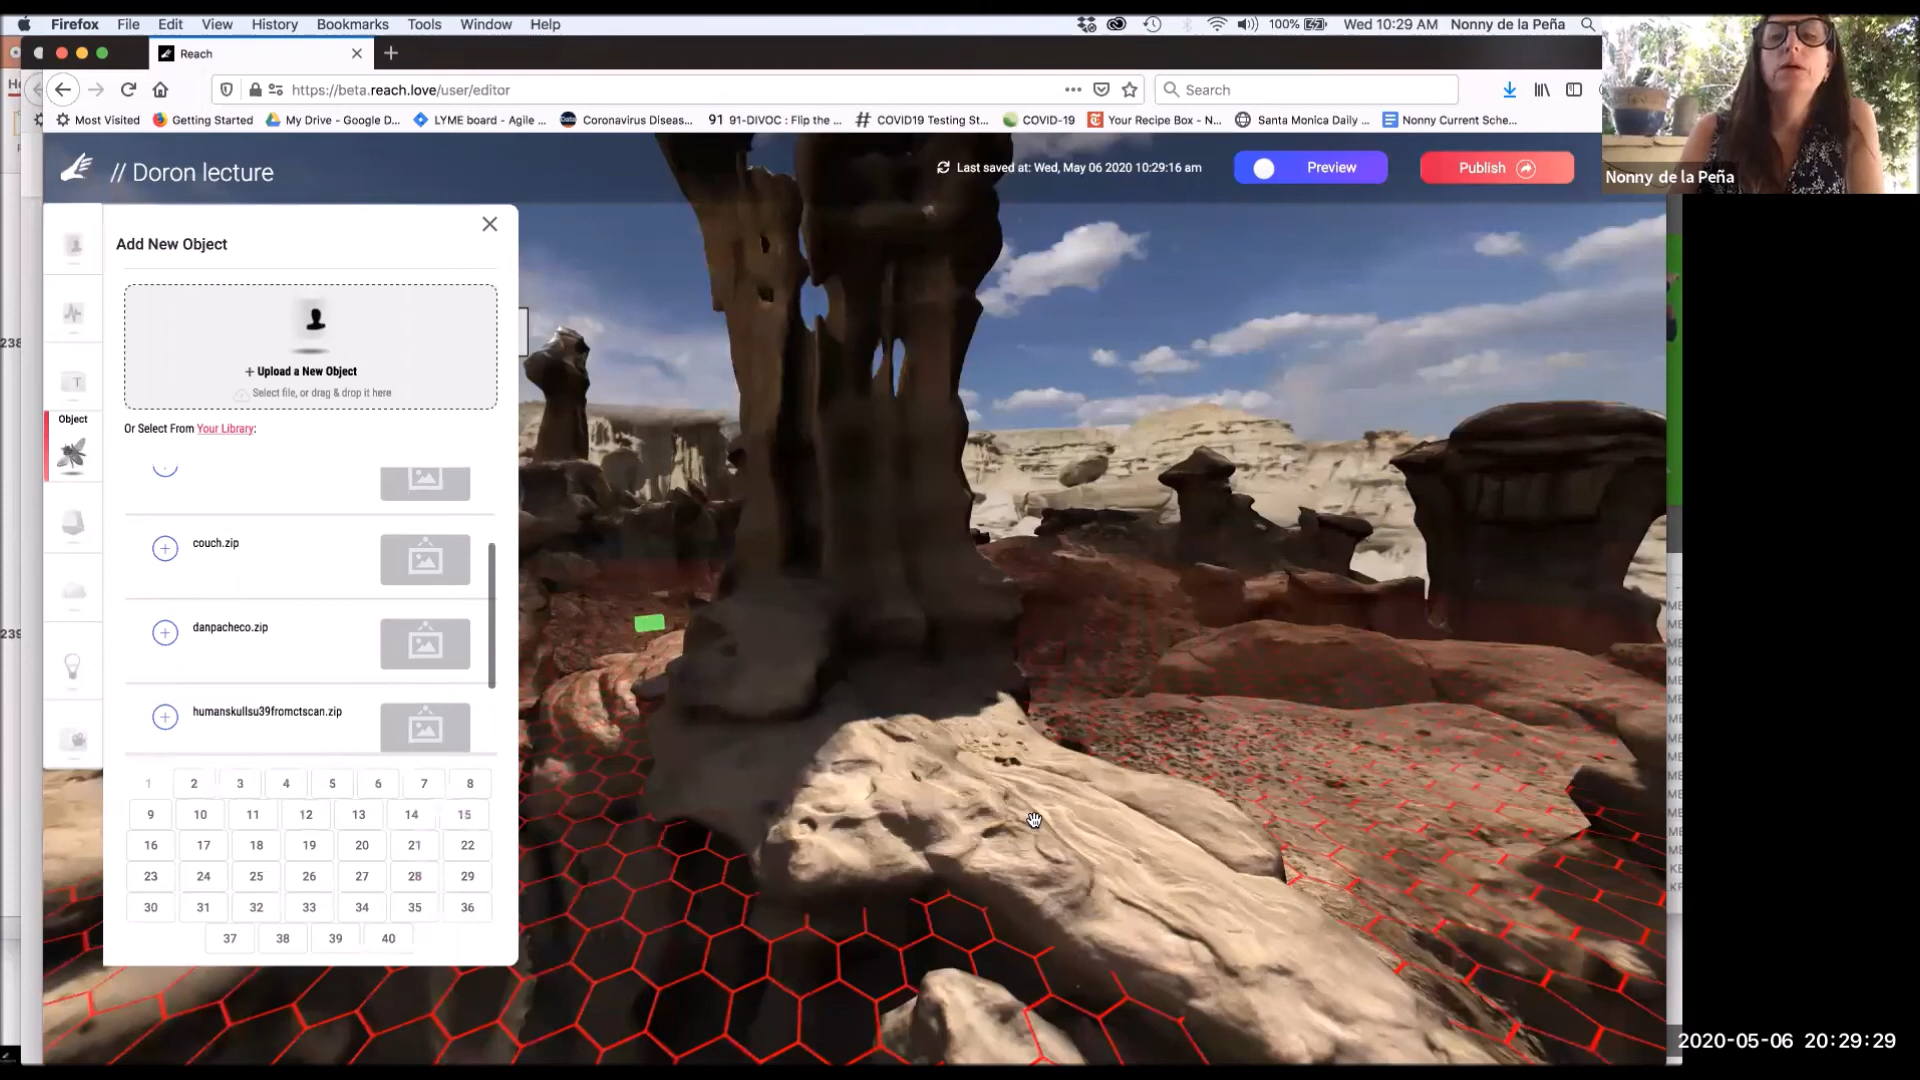 Firefox File Edit View History Bookmarks Tools Window Help 100% Wed 10:29 AM Nonny de la Peña
Reach
https://beta.reach.love/user/editor Search
Most Visited Getting Started My Drive - Google D... LYME board - Agile ... Coronavirus Diseas... 91 91-DIVOC : Flip the ... COVID19 Testing St... COVID-19 Your Recipe Box - N... Santa Monica Daily ... Nonny Current Sche...
// Doron lecture
Last saved at: Wed, May 06 2020 10:29:16 am
Preview
Publish
Nonny de la Peña
Add New Object
+ Upload a New Object
Select file, or drag & drop it here
Or Select From Your Library:
T
Object
couch.zip
danpacheco.zip
humanskullsu39fromctscan.zip
1 2 3 4 5 6 7 8
9 10 11 12 13 14 15
16 17 18 19 20 21 22
23 24 25 26 27 28 29
30 31 32 33 34 35 36
37 38 39 40
238
239
2020-05-06 20:29:29